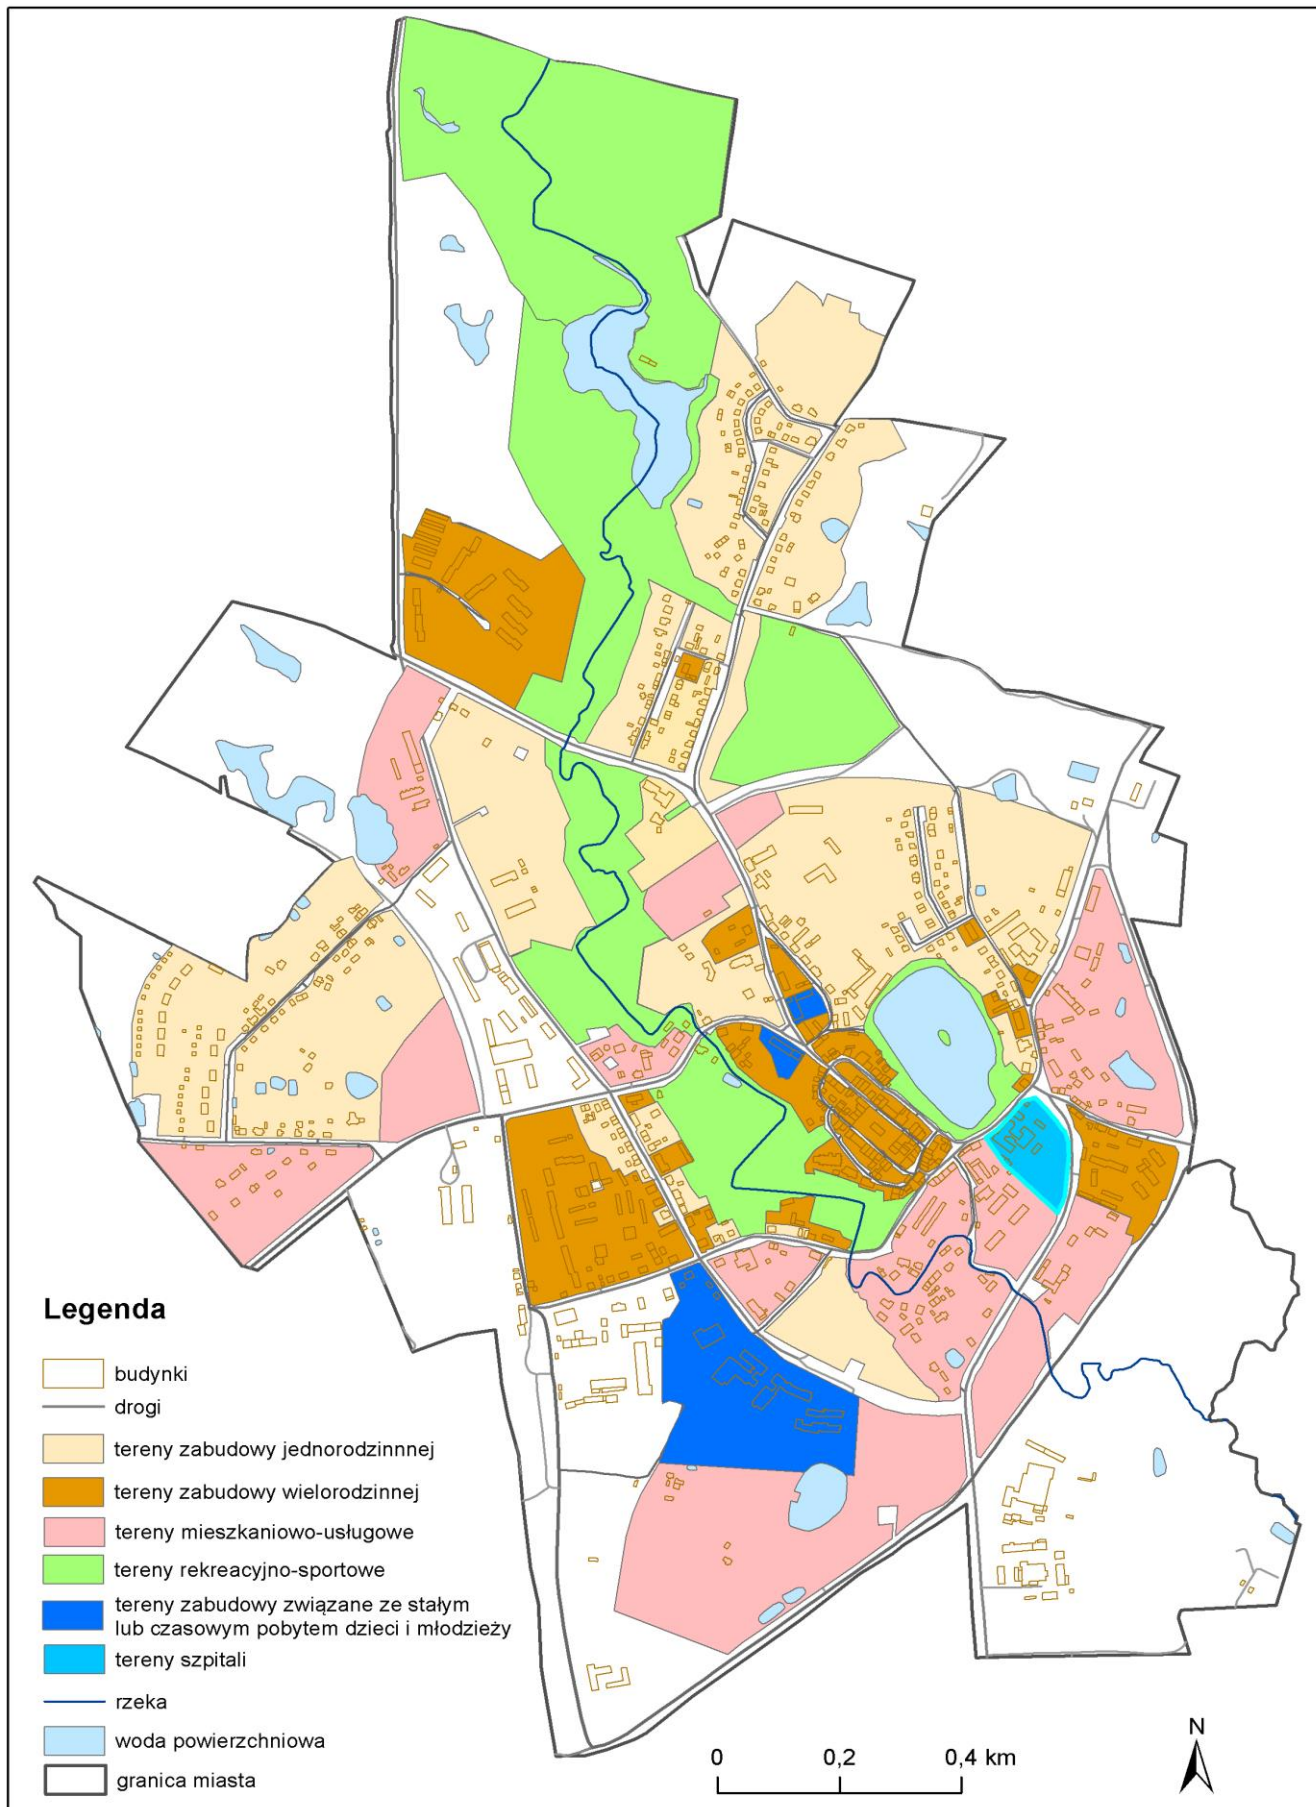 Legenda
budynki
drogi
tereny zabudowy jednorodzinnnej
tereny zabudowy wielorodzinnej
tereny mieszkaniowo-usługowe
tereny rekreacyjno-sportowe
tereny zabudowy związane ze stałym
lub czasowym pobytem dzieci i młodzieży
tereny szpitali
rzeka
woda powierzchniowa
granica miasta
0 0,2 0,4 km
N